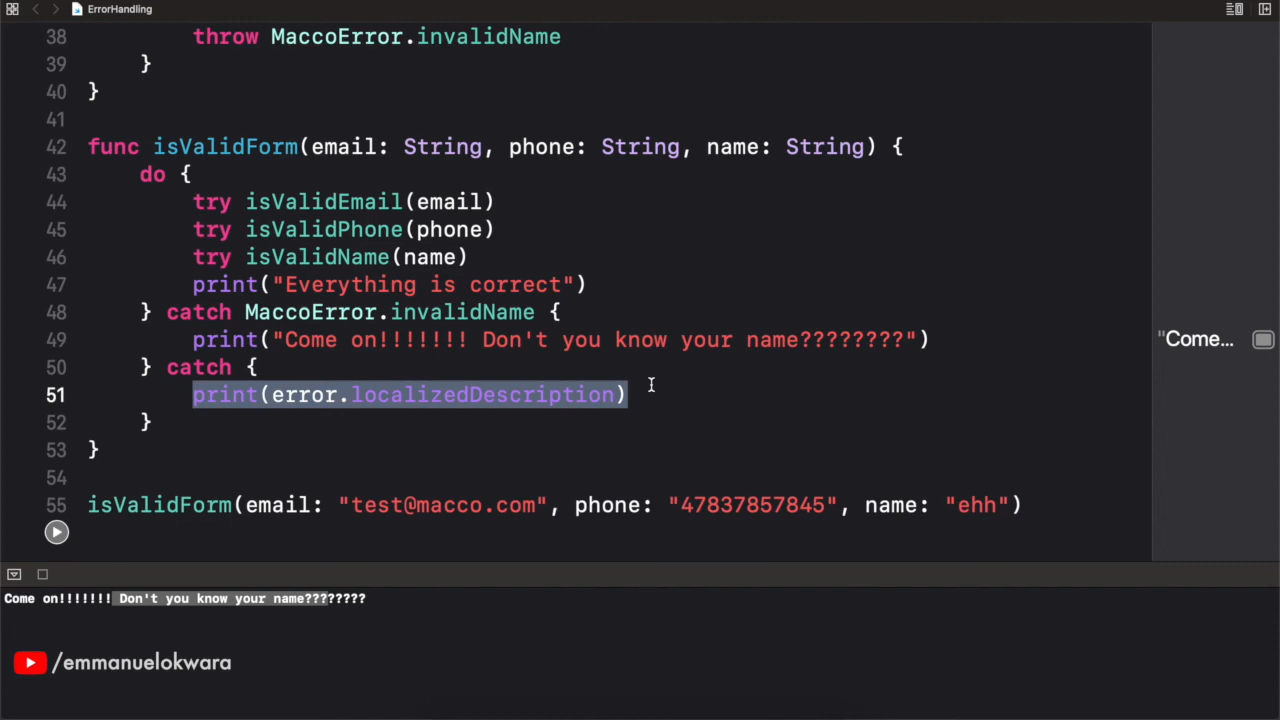 ErrorHandling
38 throw MaccoError.invalidName
39 }
40 }
41
42 func isValidForm(email: String, phone: String, name: String) {
43 do {
44 try isValidEmail(email)
45 try isValidPhone(phone)
46 try isValidName(name)
47 print("Everything is correct")
48 } catch MaccoError.invalidName {
49 print("Come on!!!!!!! Don't you know your name????????") "Come...
50 } catch {
51 print(error.localizedDescription)
52 }
53 }
54
55 isValidForm(email: "test@macco.com", phone: "47837857845", name: "ehh")
Come on!!!!!!! Don't you know your name????????
/emmanuelokwara